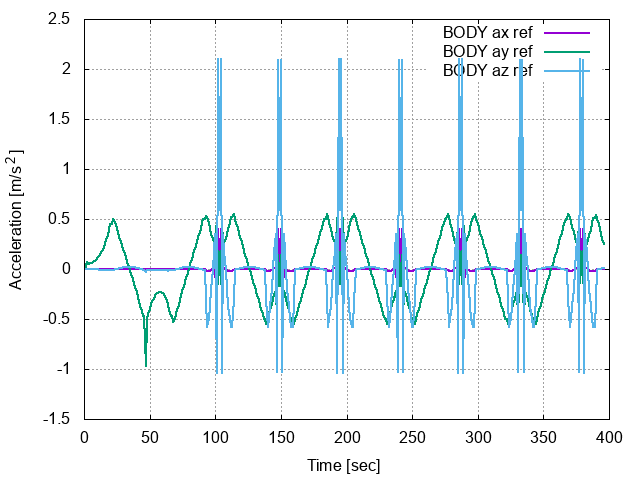 BODY ax ref
BODY ay ref
BODY az ref
2.5
2
1.5
1
0.5
0
-0.5
-1
-1.5
Acceleration [m/s²]
0 50 100 150 200 250 300 350 400
Time [sec]